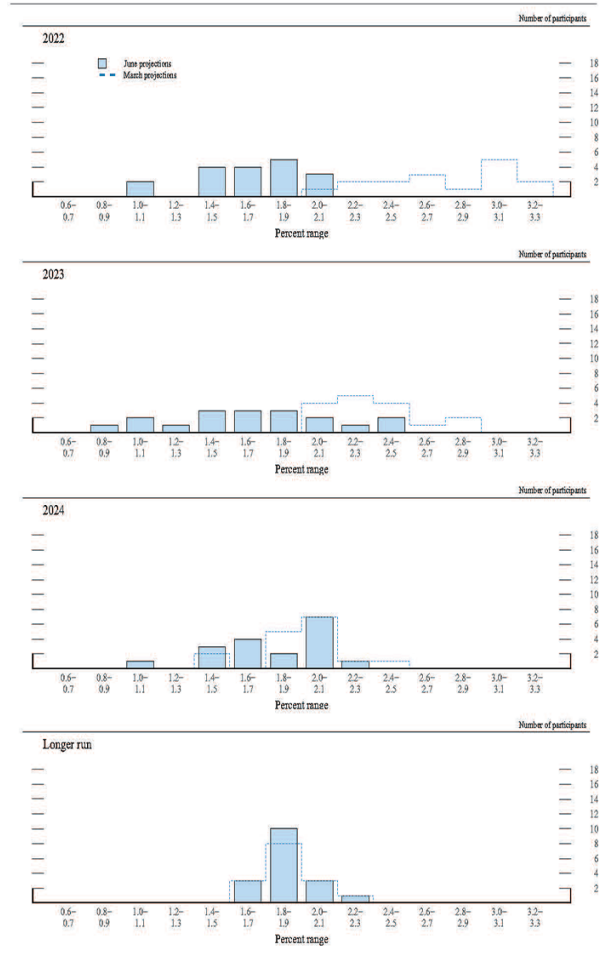 Number of participants
2022
June projections
March projections
18
16
14
12
10
8
6
4
2
0.6– 0.8– 1.0– 1.2– 1.4– 1.6– 1.8– 2.0– 2.2– 2.4– 2.6– 2.8– 3.0– 3.2–
0.7 0.9 1.1 1.3 1.5 1.7 1.9 2.1 2.3 2.5 2.7 2.9 3.1 3.3
Percent range
Number of participants
2023
18
16
14
12
10
8
6
4
2
0.6– 0.8– 1.0– 1.2– 1.4– 1.6– 1.8– 2.0– 2.2– 2.4– 2.6– 2.8– 3.0– 3.2–
0.7 0.9 1.1 1.3 1.5 1.7 1.9 2.1 2.3 2.5 2.7 2.9 3.1 3.3
Percent range
Number of participants
2024
18
16
14
12
10
8
6
4
2
0.6– 0.8– 1.0– 1.2– 1.4– 1.6– 1.8– 2.0– 2.2– 2.4– 2.6– 2.8– 3.0– 3.2–
0.7 0.9 1.1 1.3 1.5 1.7 1.9 2.1 2.3 2.5 2.7 2.9 3.1 3.3
Percent range
Number of participants
Longer run
18
16
14
12
10
8
6
4
2
0.6– 0.8– 1.0– 1.2– 1.4– 1.6– 1.8– 2.0– 2.2– 2.4– 2.6– 2.8– 3.0– 3.2–
0.7 0.9 1.1 1.3 1.5 1.7 1.9 2.1 2.3 2.5 2.7 2.9 3.1 3.3
Percent range